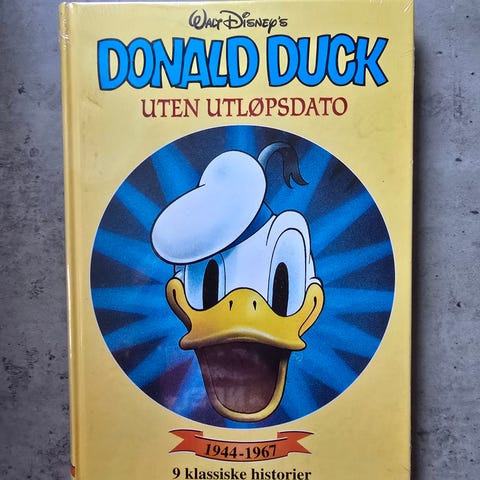 Walt Disney's
DONALD DUCK
UTEN UTLØPSDATO
1944-1967
9 klassiske historier